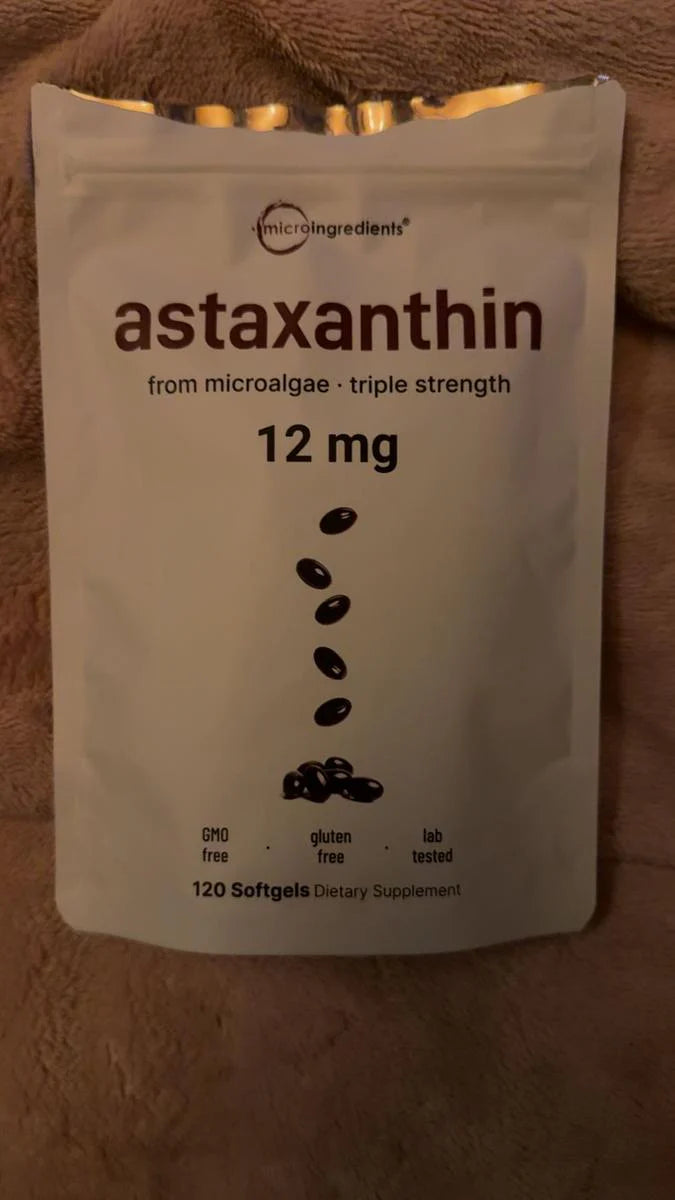 microingredients®
astaxanthin
from microalgae · triple strength
12 mg
GMO free · gluten free · lab tested
120 Softgels Dietary Supplement